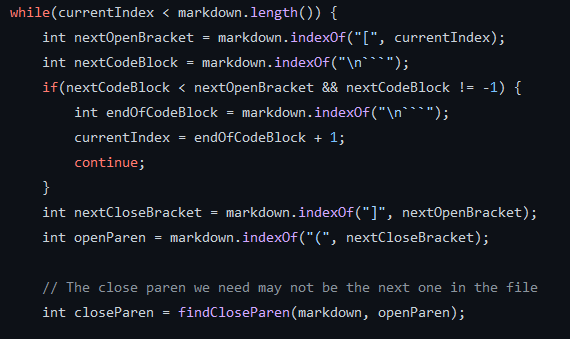 while(currentIndex < markdown.length()) {
    int nextOpenBracket = markdown.indexOf("[", currentIndex);
    int nextCodeBlock = markdown.indexOf("\n```");
    if(nextCodeBlock < nextOpenBracket && nextCodeBlock != -1) {
        int endOfCodeBlock = markdown.indexOf("\n```");
        currentIndex = endOfCodeBlock + 1;
        continue;
    }
    int nextCloseBracket = markdown.indexOf("]", nextOpenBracket);
    int openParen = markdown.indexOf("(", nextCloseBracket);
    // The close paren we need may not be the next one in the file
    int closeParen = findCloseParen(markdown, openParen);